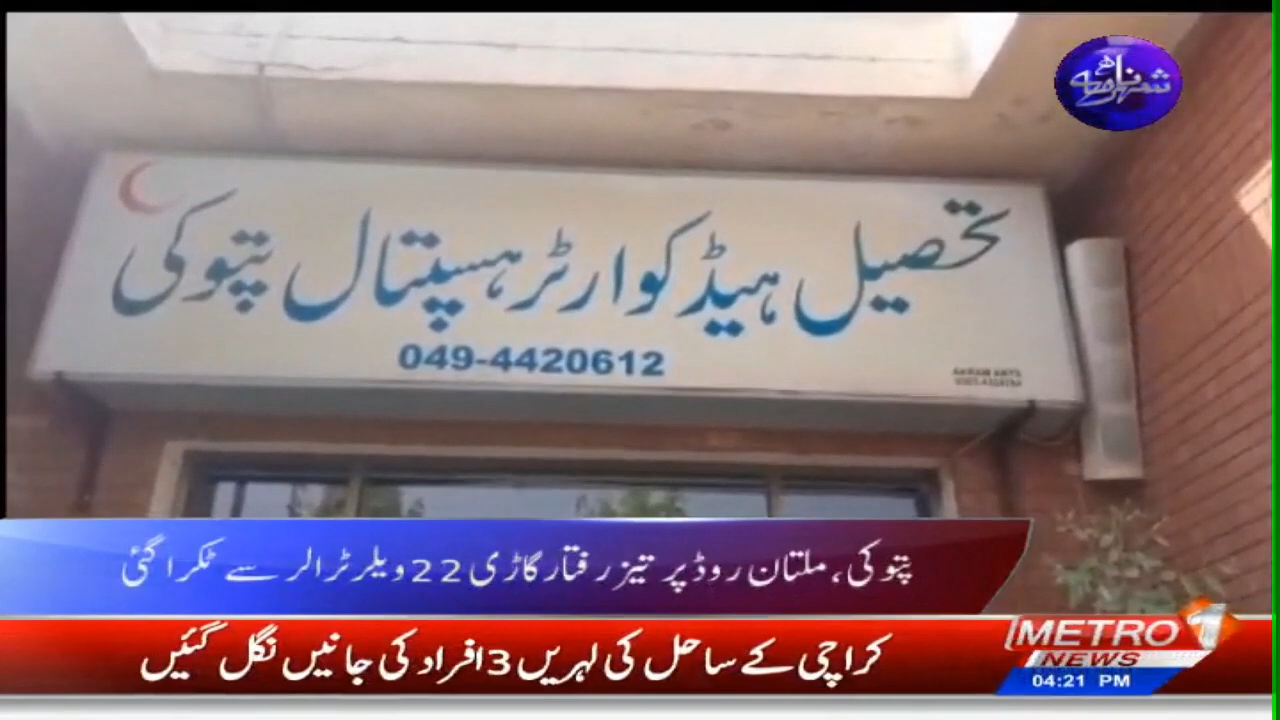 شہرنامہ
تحصیل ہیڈ کوارٹر ہسپتال پتوکی
049-4420612
پتوکی، ملتان روڈ پر تیز رفتار گاڑی 22 ویلر ٹرالر سے ٹکرا گئی
کراچی کے ساحل کی لہریں 3 افراد کی جانیں نگل گئیں
METRO 1
NEWS
04:21 PM